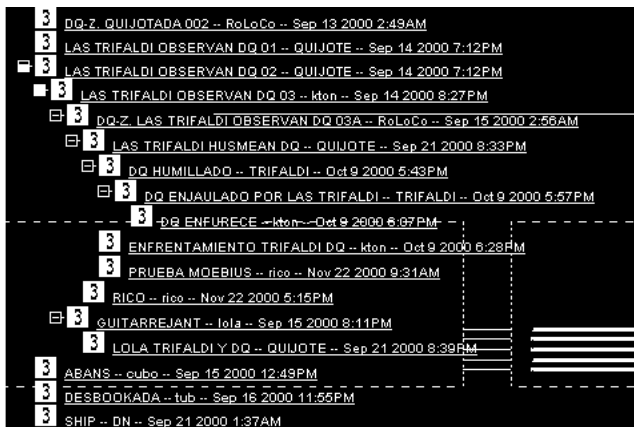 3 DQ-Z. QUIJOTADA 002 -- RoLoCo -- Sep 13 2000 2:49AM
3 LAS TRIFALDI OBSERVAN DQ 01 -- QUIJOTE -- Sep 14 2000 7:12PM
3 LAS TRIFALDI OBSERVAN DQ 02 -- QUIJOTE -- Sep 14 2000 7:12PM
3 LAS TRIFALDI OBSERVAN DQ 03 -- kton -- Sep 14 2000 8:27PM
3 DQ-Z. LAS TRIFALDI OBSERVAN DQ 03A -- RoLoCo -- Sep 15 2000 2:56AM
3 LAS TRIFALDI HUSMEAN DQ -- QUIJOTE -- Sep 21 2000 8:33PM
3 DQ HUMILLADO -- TRIFALDI -- Oct 9 2000 5:43PM
3 DQ ENJAULADO POR LAS TRIFALDI -- TRIFALDI -- Oct 9 2000 5:57PM
3 DQ ENFURECE -- kton -- Oct 9 2000 6:07PM
3 ENFRENTAMIENTO TRIFALDI DQ -- kton -- Oct 9 2000 6:28PM
3 PRUEBA MOEBIUS -- rico -- Nov 22 2000 9:31AM
3 RICO -- rico -- Nov 22 2000 5:15PM
3 GUITARREJANT -- lola -- Sep 15 2000 8:11PM
3 LOLA TRIFALDI Y DQ -- QUIJOTE -- Sep 21 2000 8:39PM
3 ABANS -- cubo -- Sep 15 2000 12:49PM
3 DESBOOKADA -- tub -- Sep 16 2000 11:55PM
3 SHIP -- DN -- Sep 21 2000 1:37AM